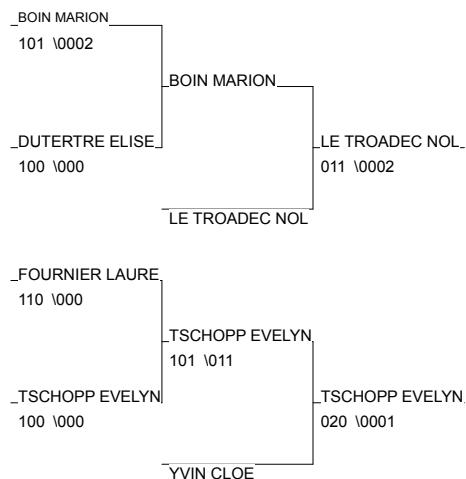 BOIN MARION
101 \0002
BOIN MARION
DUTERTRE ELISE
100 \000
LE TROADEC NOL
011 \0002
LE TROADEC NOL
FOURNIER LAURE
110 \000
TSCHOPP EVELYN
101 \011
TSCHOPP EVELYN
100 \000
TSCHOPP EVELYN
020 \0001
YVIN CLOE